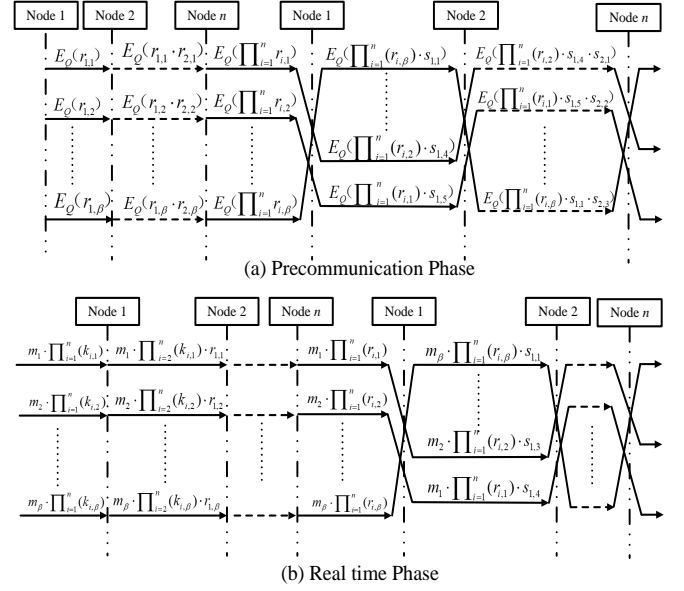 Node 1 Node 2 Node n Node 1 Node 2 Node n
E_Q(r_{1,1}) E_Q(r_{1,1}·r_{2,1}) E_Q(∏_{i=1}^{n} r_{i,1}) E_Q(∏_{i=1}^{n}(r_{i,β})·s_{1,1}) E_Q(∏_{i=1}^{n}(r_{i,2})·s_{1,4}·s_{2,1})
E_Q(r_{1,2}) E_Q(r_{1,2}·r_{2,2}) E_Q(∏_{i=1}^{n} r_{i,2}) E_Q(∏_{i=1}^{n}(r_{i,1})·s_{1,5}·s_{2,2})
E_Q(∏_{i=1}^{n}(r_{i,2})·s_{1,4})
E_Q(r_{1,β}) E_Q(r_{1,β}·r_{2,β}) E_Q(∏_{i=1}^{n} r_{i,β}) E_Q(∏_{i=1}^{n}(r_{i,1})·s_{1,5}) E_Q(∏_{i=1}^{n}(r_{i,β})·s_{1,1}·s_{2,3})
(a) Precommunication Phase
Node 1 Node 2 Node n Node 1 Node 2 Node n
m_1·∏_{i=1}^{n}(k_{i,1}) m_1·∏_{i=2}^{n}(k_{i,1})·r_{1,1} m_1·∏_{i=1}^{n}(r_{i,1}) m_β·∏_{i=1}^{n}(r_{i,β})·s_{1,1}
m_2·∏_{i=1}^{n}(k_{i,2}) m_2·∏_{i=2}^{n}(k_{i,2})·r_{1,2} m_2·∏_{i=1}^{n}(r_{i,2})
m_2·∏_{i=1}^{n}(r_{i,2})·s_{1,3}
m_1·∏_{i=1}^{n}(r_{i,1})·s_{1,4}
m_β·∏_{i=1}^{n}(k_{i,β}) m_β·∏_{i=2}^{n}(k_{i,β})·r_{1,β} m_β·∏_{i=1}^{n}(r_{i,β})
(b) Real time Phase